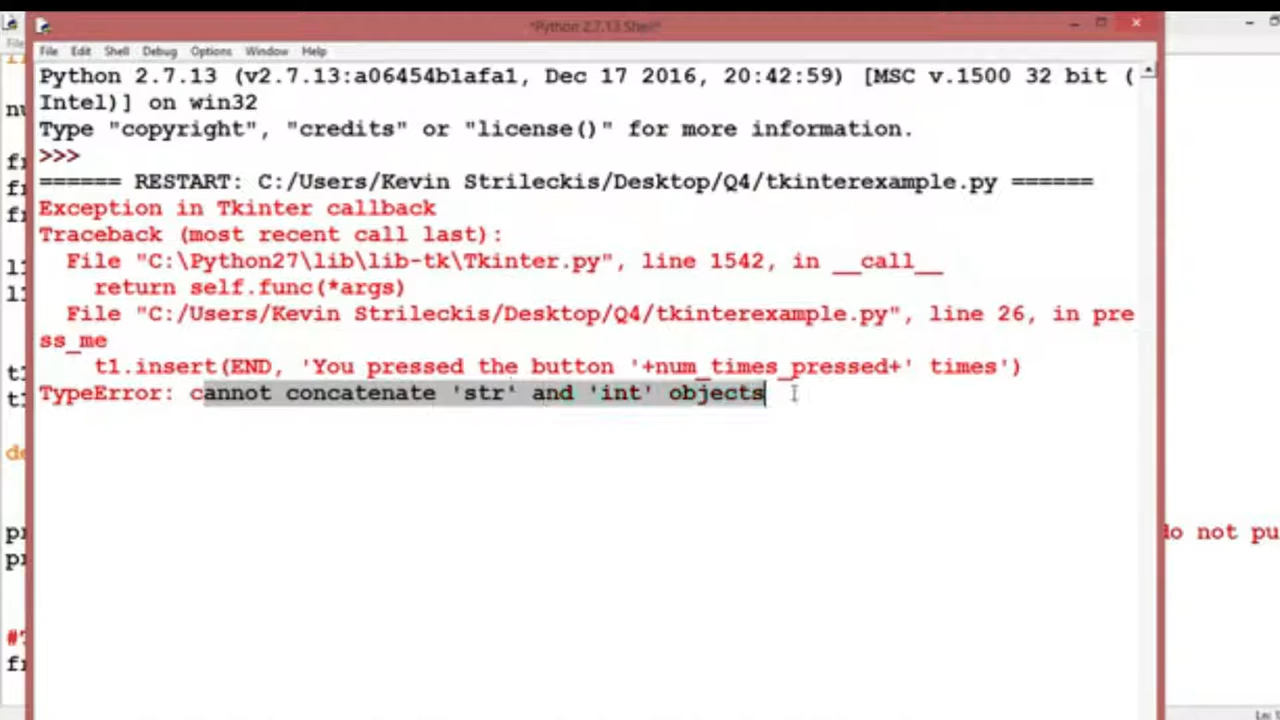 *Python 2.7.13 Shell*
File Edit Shell Debug Options Window Help
Python 2.7.13 (v2.7.13:a06454b1afa1, Dec 17 2016, 20:42:59) [MSC v.1500 32 bit (
Intel)] on win32
Type "copyright", "credits" or "license()" for more information.
>>>
====== RESTART: C:/Users/Kevin Strileckis/Desktop/Q4/tkinterexample.py ======
Exception in Tkinter callback
Traceback (most recent call last):
File "C:\Python27\lib\lib-tk\Tkinter.py", line 1542, in __call__
return self.func(*args)
File "C:/Users/Kevin Strileckis/Desktop/Q4/tkinterexample.py", line 26, in pre
ss_me
t1.insert(END, 'You pressed the button '+num_times_pressed+' times')
TypeError: cannot concatenate 'str' and 'int' objects
do not pu